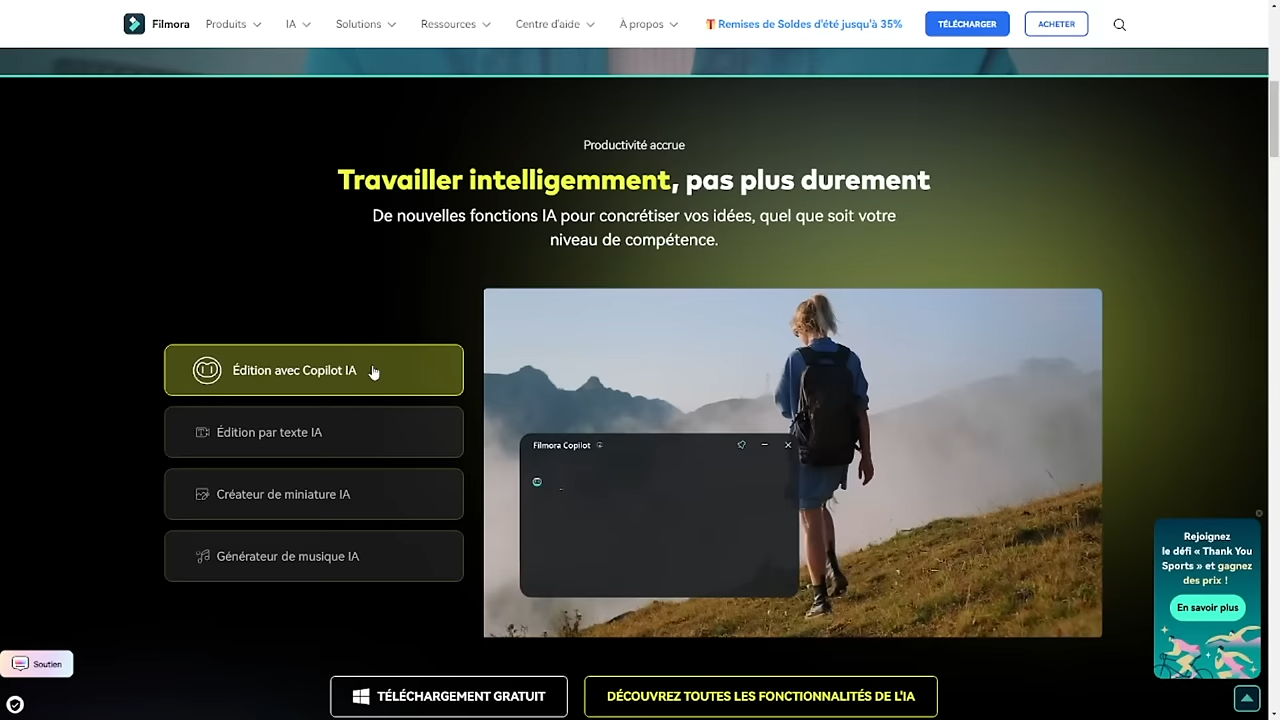 Filmora
Produits
IA
Solutions
Ressources
Centre d'aide
À propos
Remises de Soldes d'été jusqu'à 35%
TÉLÉCHARGER
ACHETER
Productivité accrue
Travailler intelligemment, pas plus durement
De nouvelles fonctions IA pour concrétiser vos idées, quel que soit votre
niveau de compétence.
Édition avec Copilot IA
Édition par texte IA
Créateur de miniature IA
Générateur de musique IA
Filmora Copilot
Rejoignez
le défi « Thank You
Sports » et gagnez
des prix !
En savoir plus
Soutien
TÉLÉCHARGEMENT GRATUIT
DÉCOUVREZ TOUTES LES FONCTIONNALITÉS DE L'IA